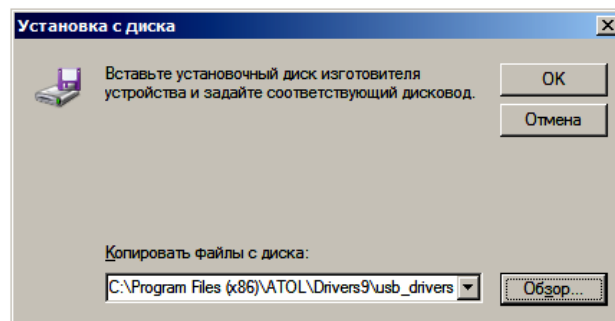 Установка с диска
Вставьте установочный диск изготовителя
устройства и задайте соответствующий дисковод.
OK
Отмена
Копировать файлы с диска:
C:\Program Files (x86)\ATOL\Drivers9\usb_drivers
Обзор...